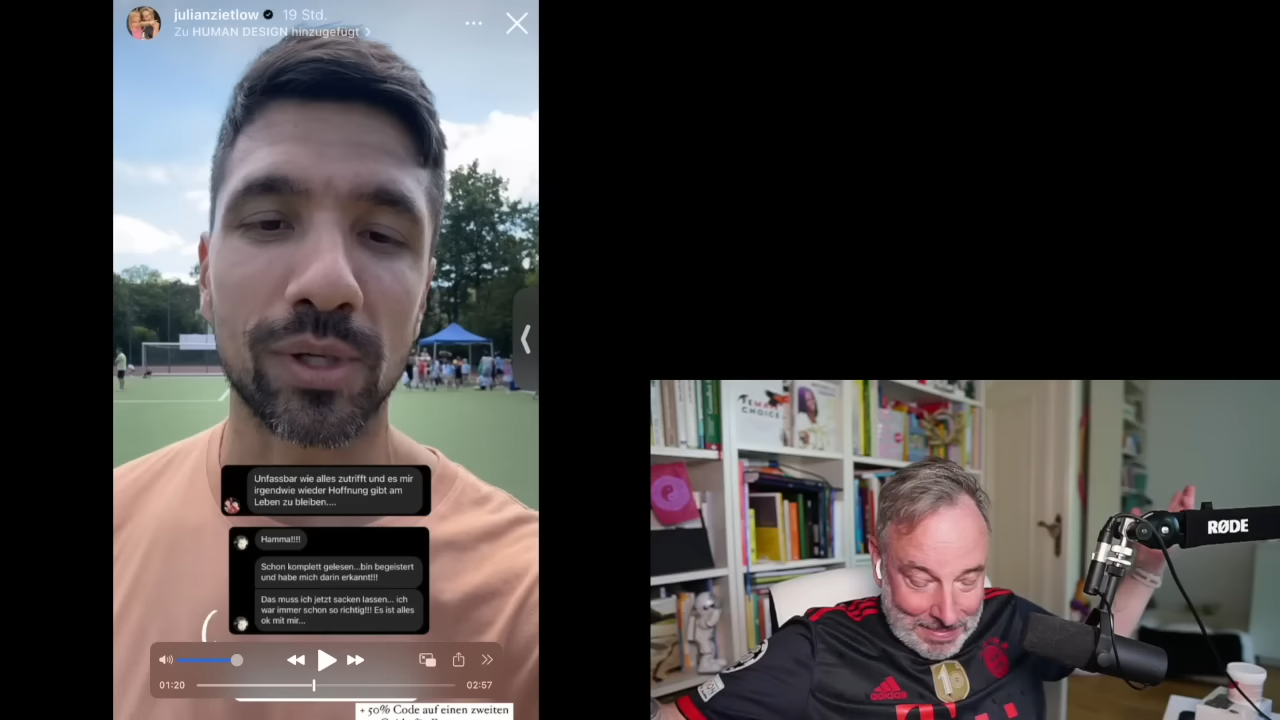 julianzietlow 19 Std.
Zu HUMAN DESIGN hinzugefügt
Unfassbar wie alles zutrifft und es mir
irgendwie wieder Hoffnung gibt am
Leben zu bleiben....
Hamma!!!!
Schon komplett gelesen...bin begeistert
und habe mich darin erkannt!!!
Das muss ich jetzt sacken lassen... ich
war immer schon so richtig!!! Es ist alles
ok mit mir...
01:20
02:57
+ 50% Code auf einen zweiten
FEMALE
CHOICE
RØDE
adidas